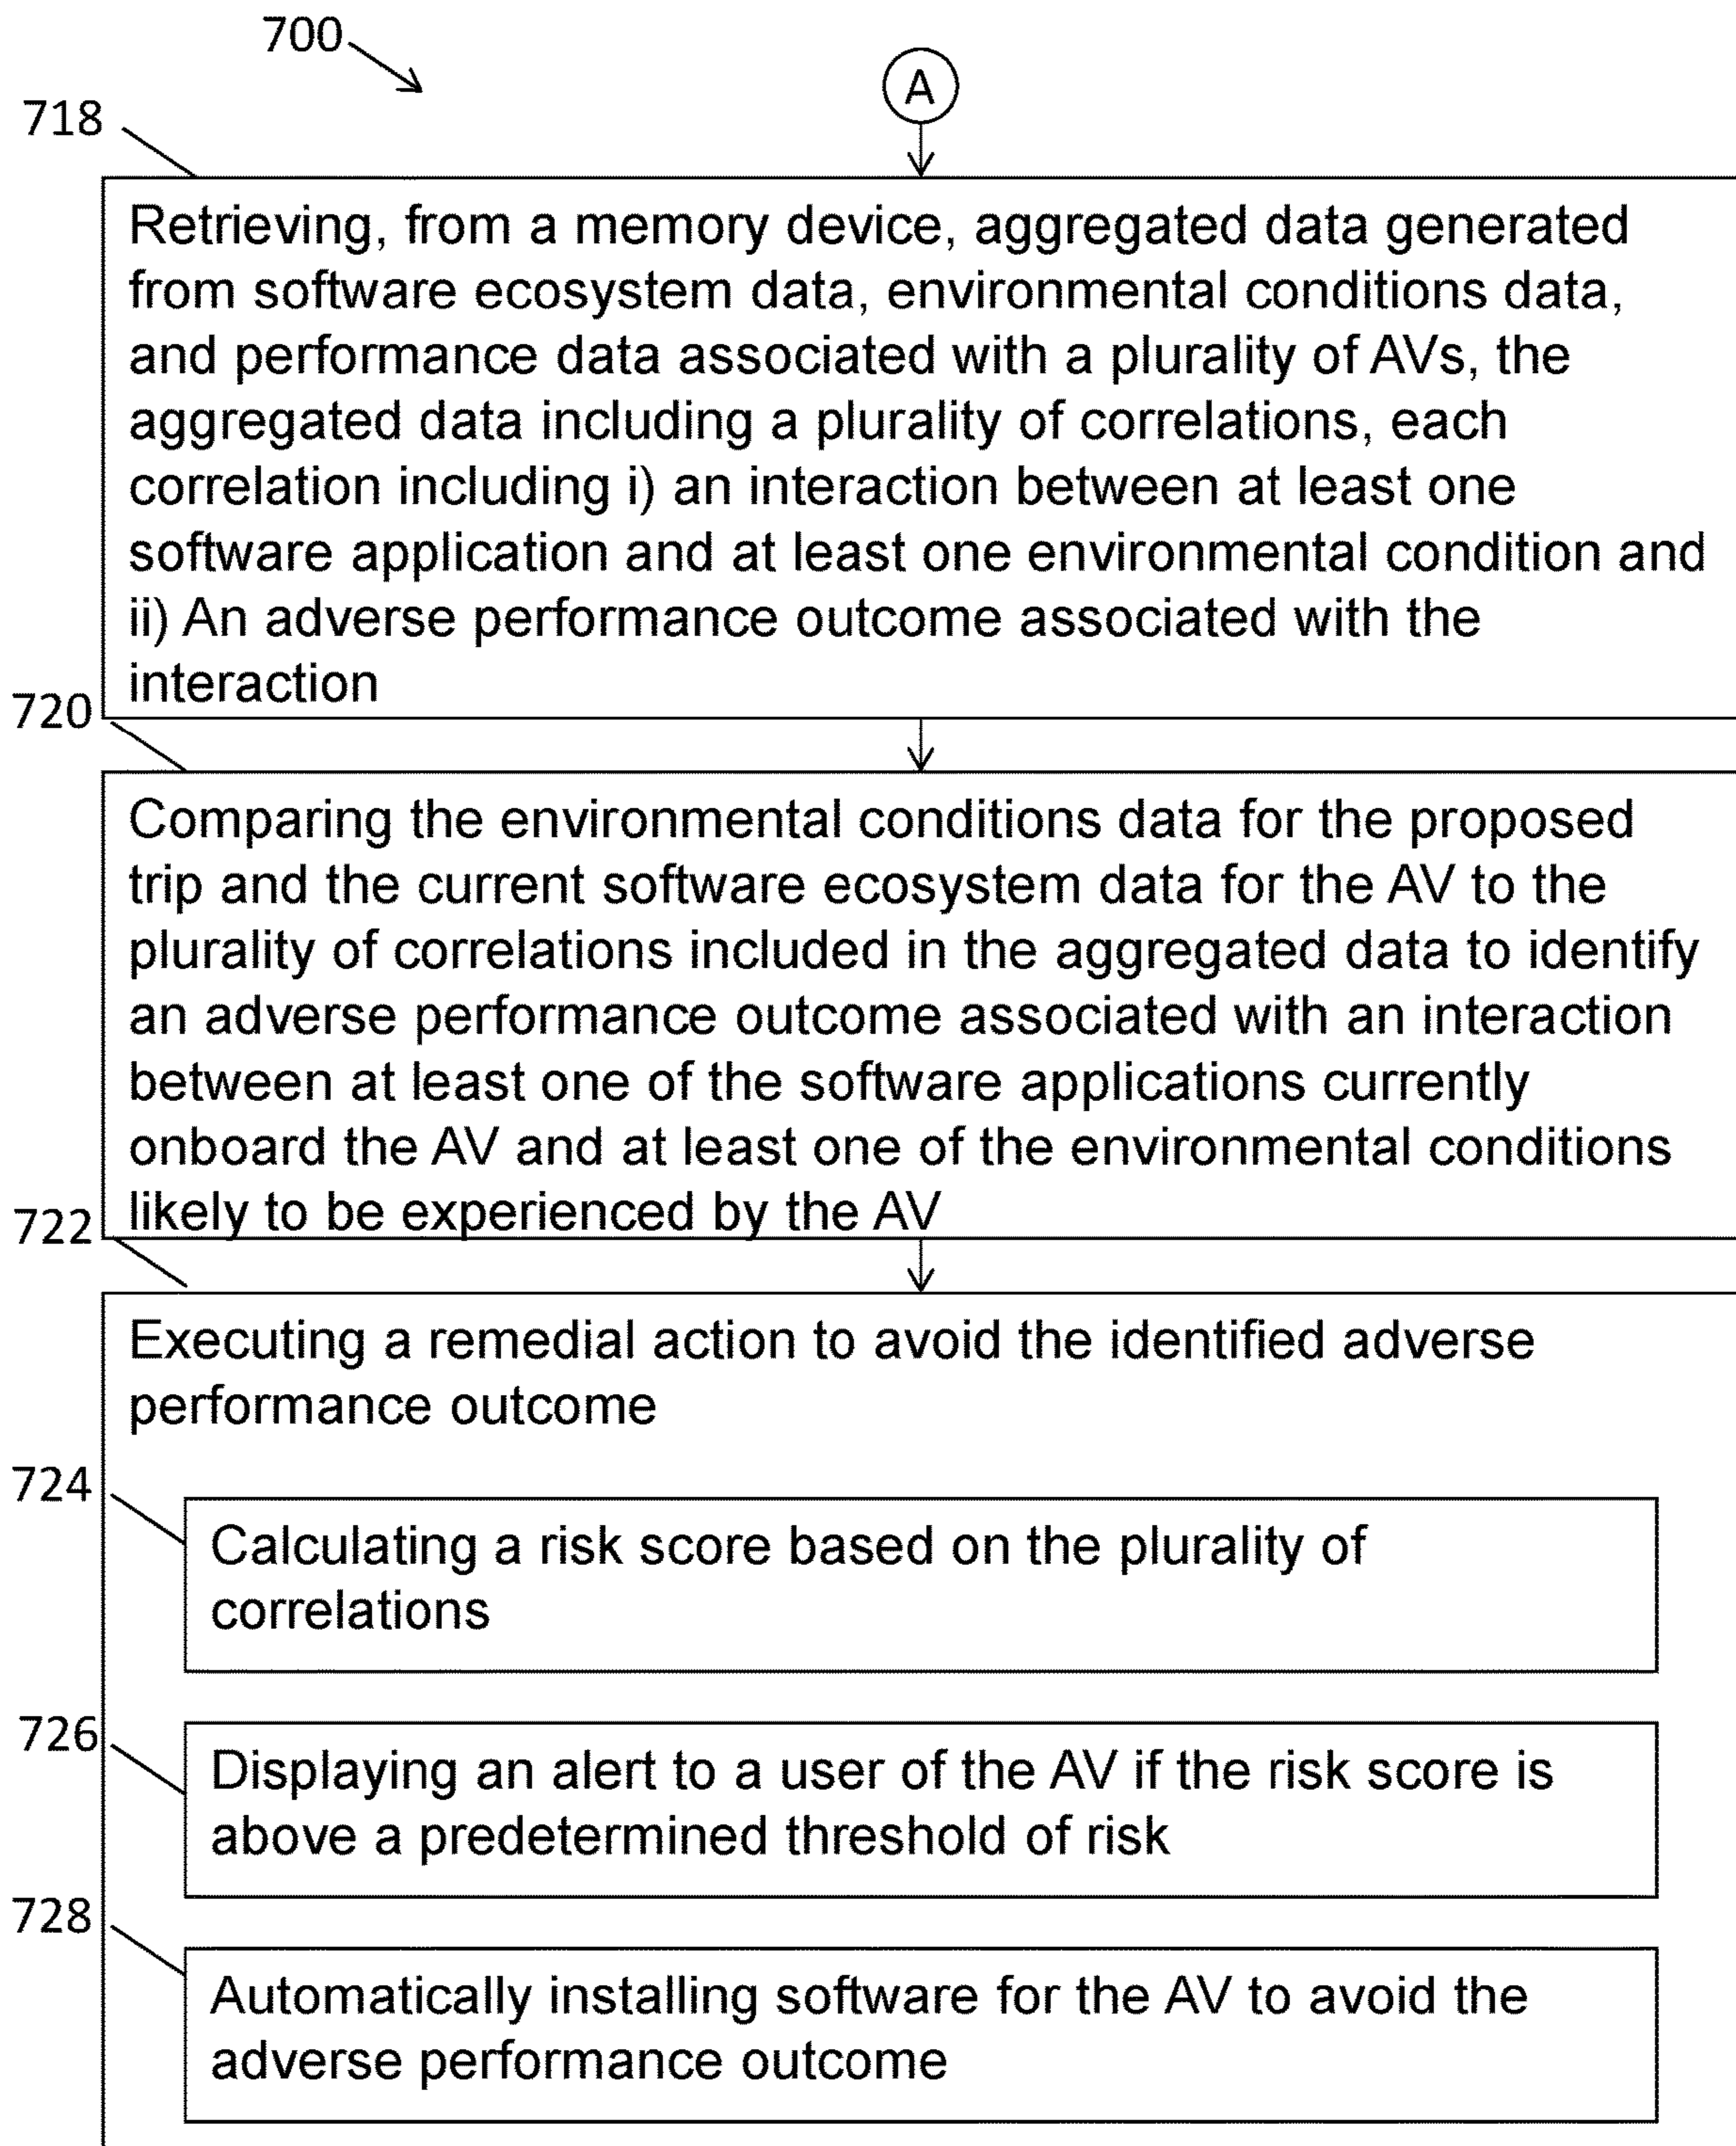 700
A
718
Retrieving, from a memory device, aggregated data generated
from software ecosystem data, environmental conditions data,
and performance data associated with a plurality of AVs, the
aggregated data including a plurality of correlations, each
correlation including i) an interaction between at least one
software application and at least one environmental condition and
ii) An adverse performance outcome associated with the
interaction
720
Comparing the environmental conditions data for the proposed
trip and the current software ecosystem data for the AV to the
plurality of correlations included in the aggregated data to identify
an adverse performance outcome associated with an interaction
between at least one of the software applications currently
onboard the AV and at least one of the environmental conditions
likely to be experienced by the AV
722
Executing a remedial action to avoid the identified adverse
performance outcome
724
Calculating a risk score based on the plurality of
correlations
726
Displaying an alert to a user of the AV if the risk score is
above a predetermined threshold of risk
728
Automatically installing software for the AV to avoid the
adverse performance outcome